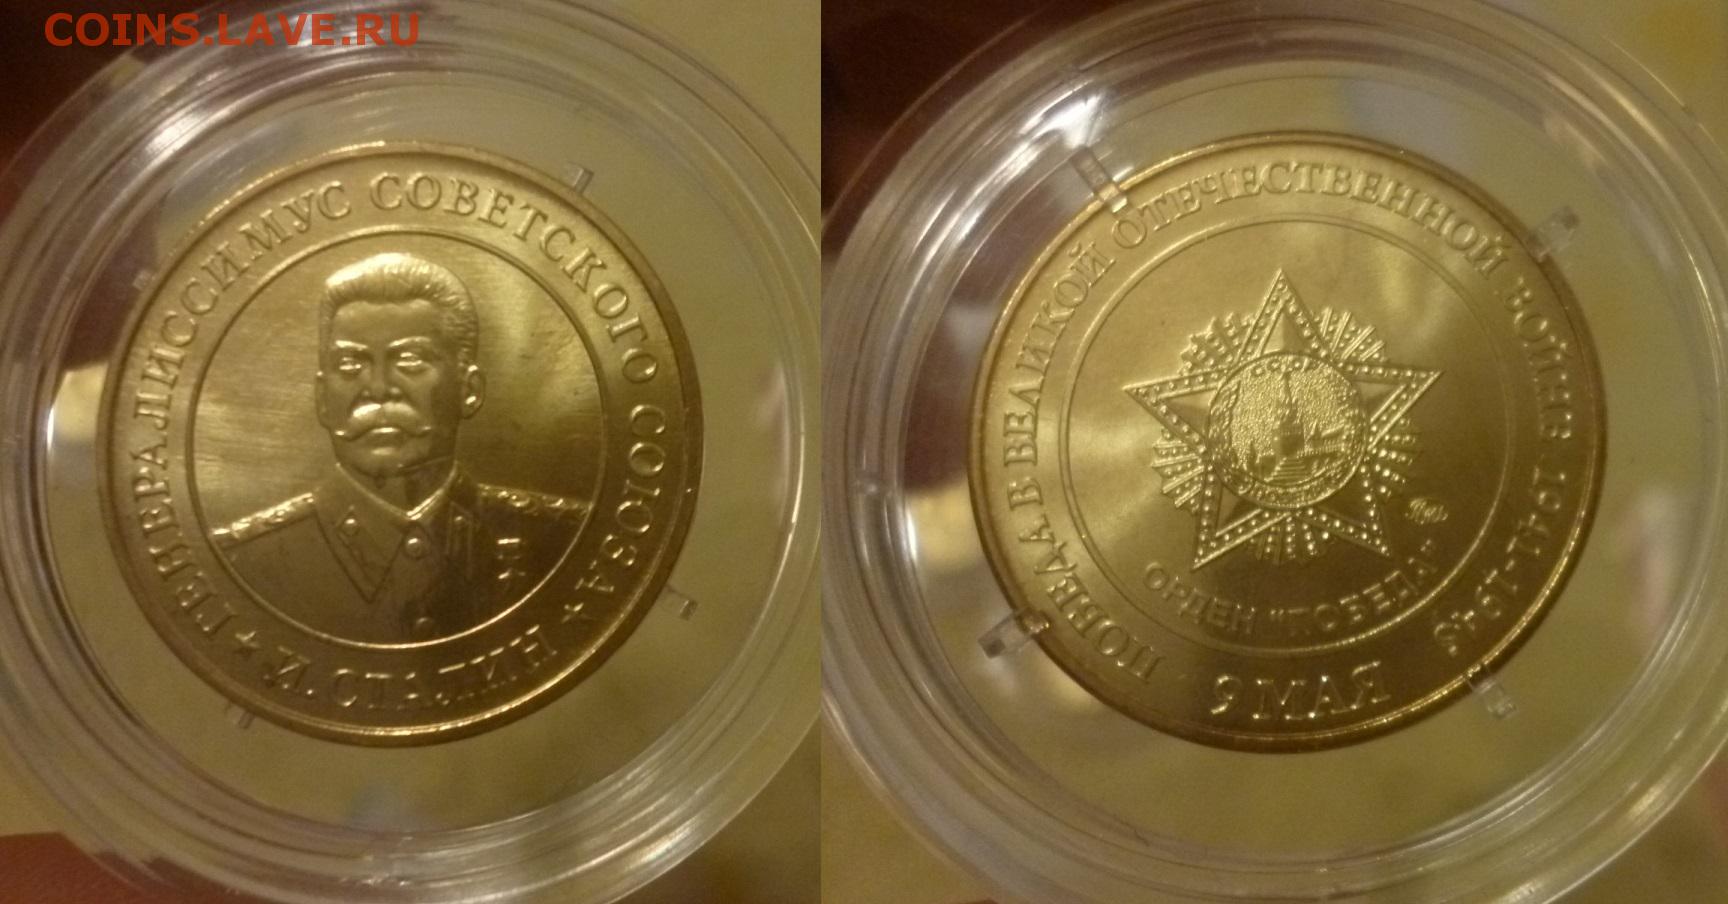 COINS.LAVE.RU
ГЕНЕРАЛИССИМУС СОВЕТСКОГО СОЮЗА
И. СТАЛИН
ПОБЕДА В ВЕЛИКОЙ ОТЕЧЕСТВЕННОЙ ВОЙНЕ 1941-1945
ОРДЕН "ПОБЕДА"
9 МАЯ